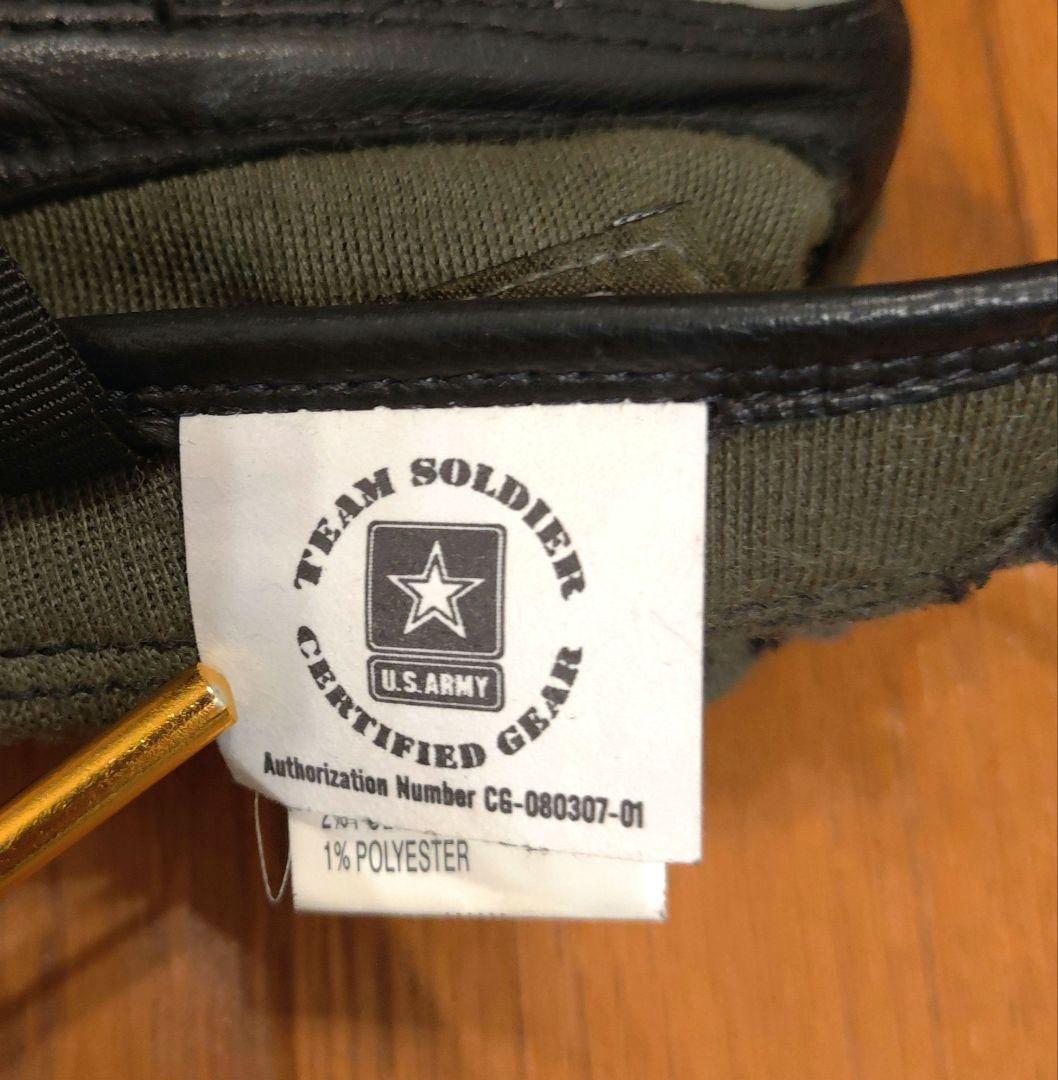 TEAM SOLDIER
U.S.ARMY
CERTIFIED GEAR
Authorization Number CG-080307-01
1% POLYESTER